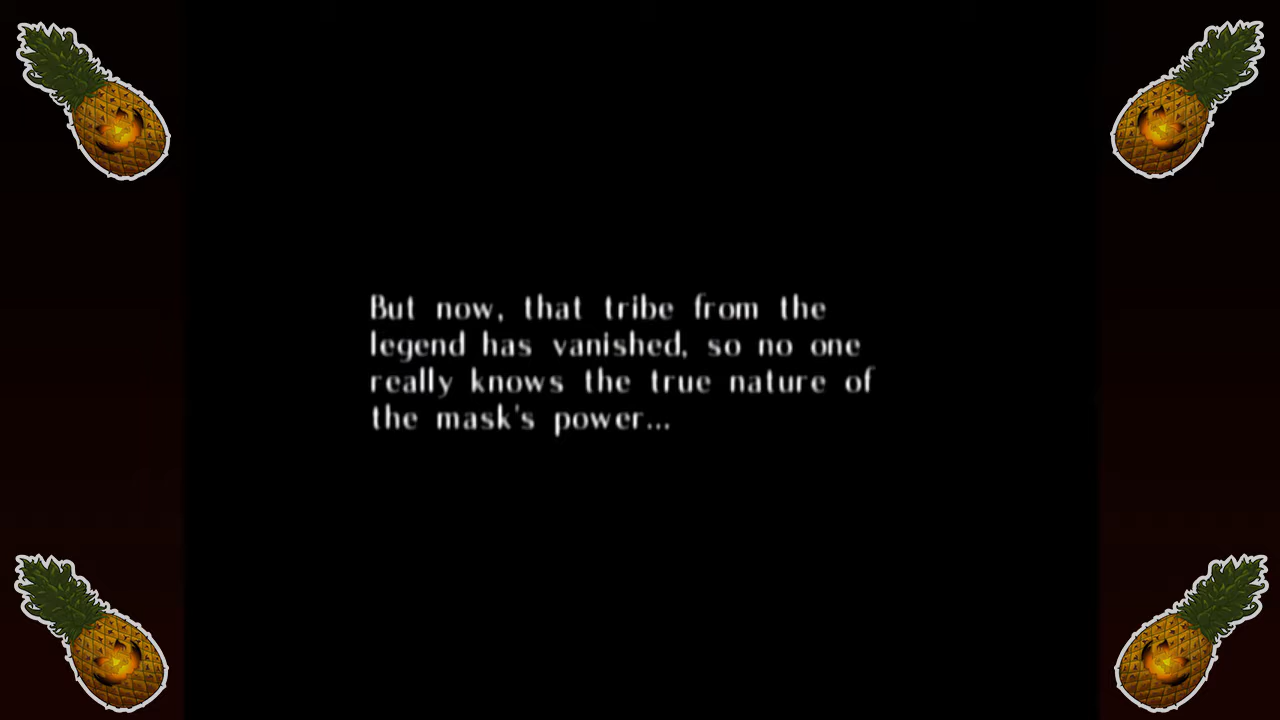 But now, that tribe from the
legend has vanished, so no one
really knows the true nature of
the mask's power...